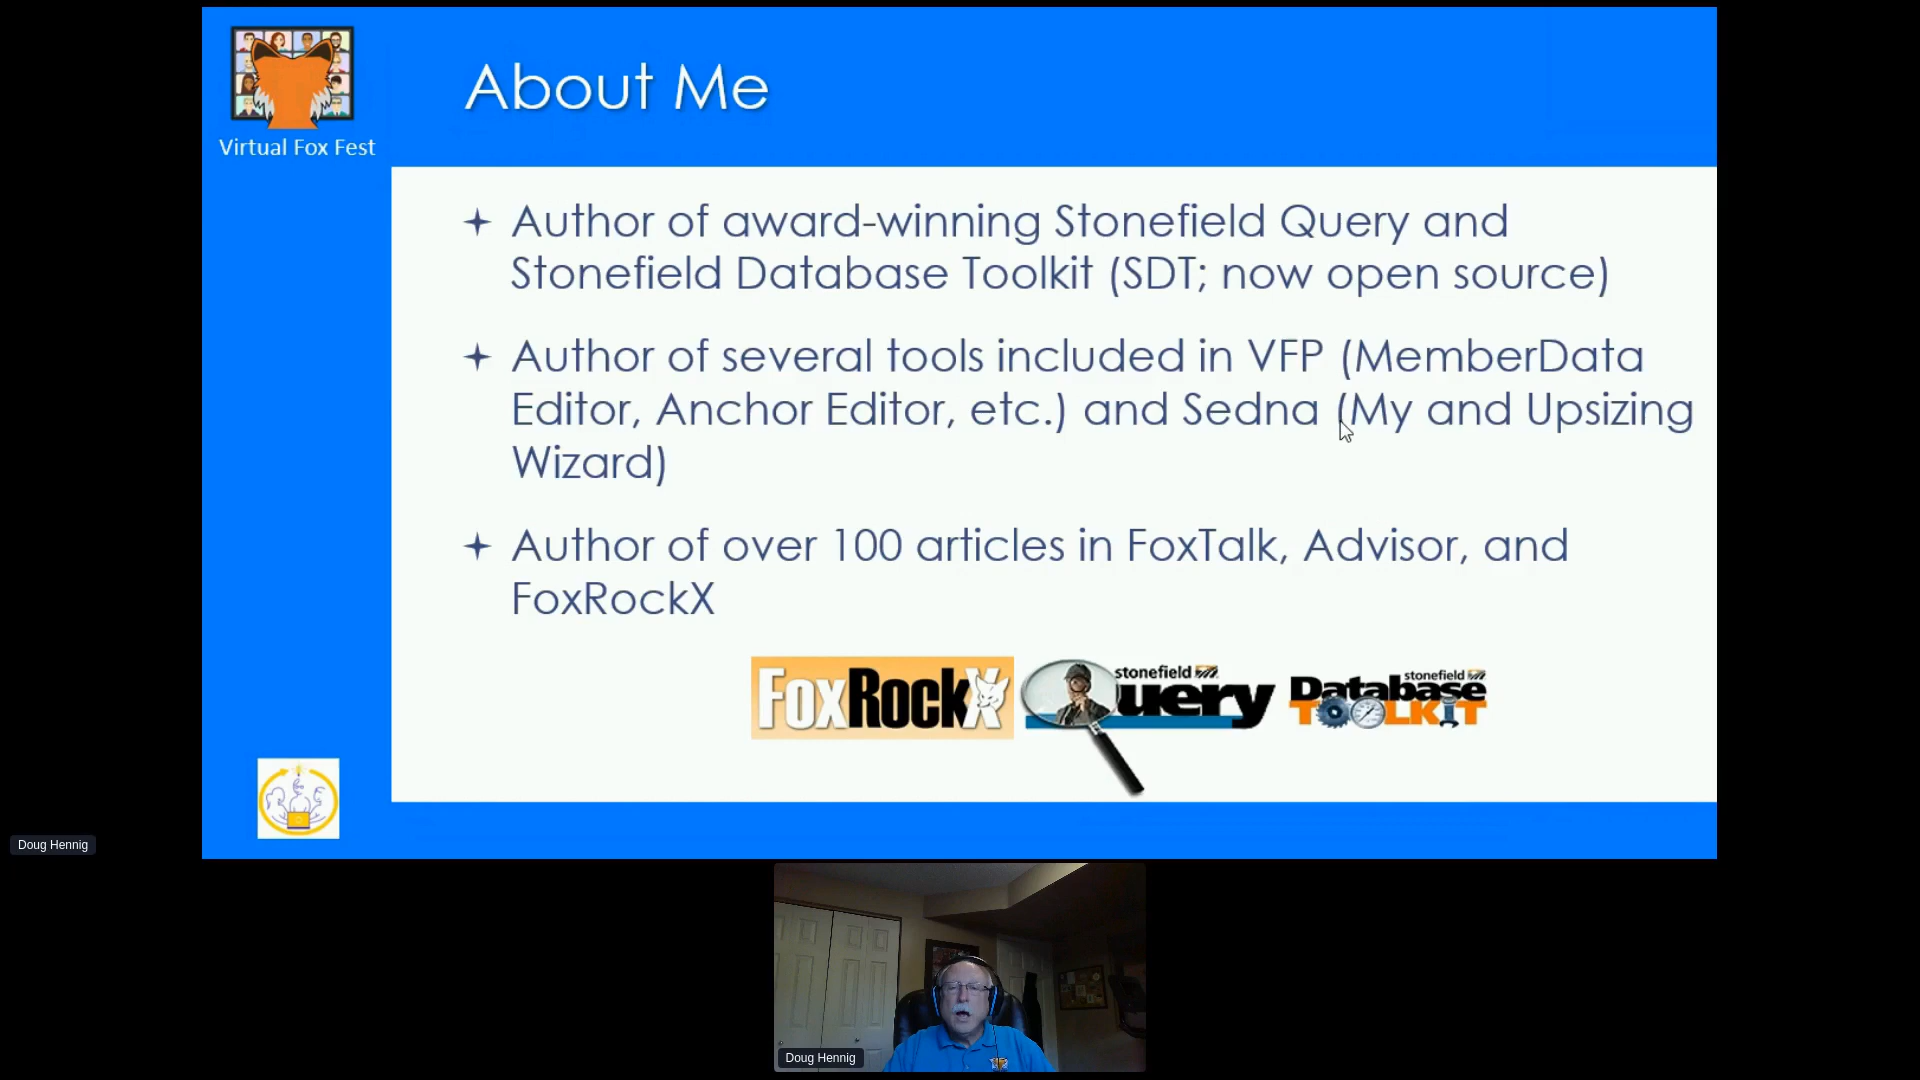 Virtual Fox Fest
About Me
Author of award-winning Stonefield Query and
Stonefield Database Toolkit (SDT; now open source)
Author of several tools included in VFP (MemberData
Editor, Anchor Editor, etc.) and Sedna (My and Upsizing
Wizard)
Author of over 100 articles in FoxTalk, Advisor, and
FoxRockX
FoxRockX
stonefield
Query
stonefield
Database
TOOLKIT
Doug Hennig
Doug Hennig